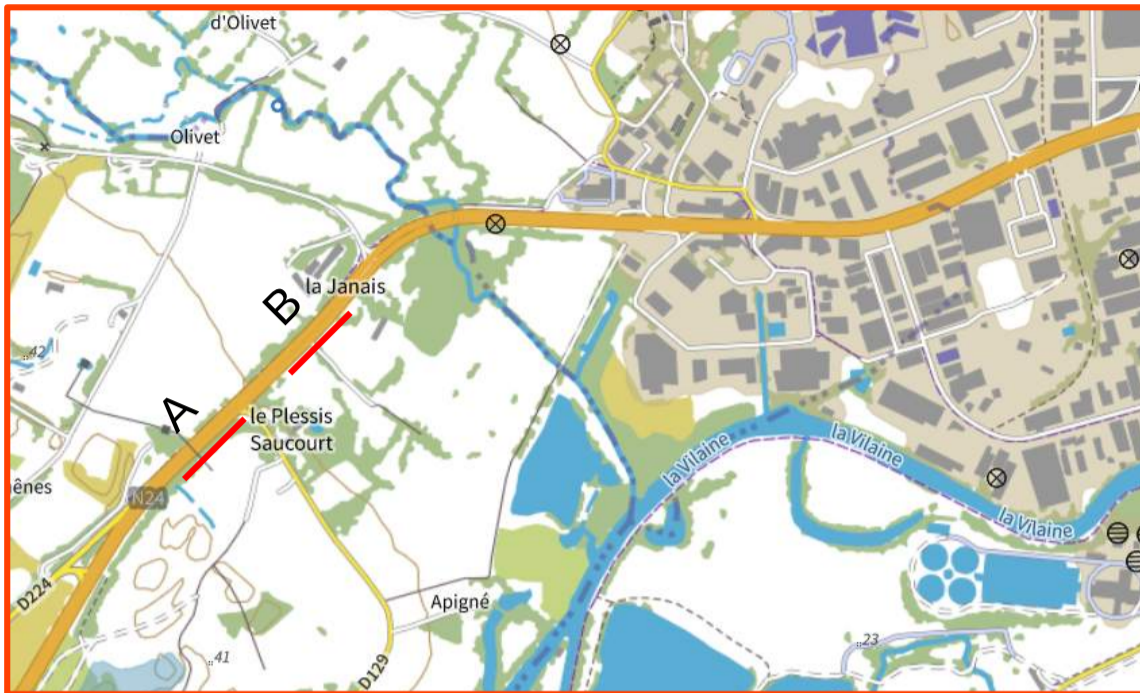 d'Olivet
Olivet
la Janais
B
42
A
le Plessis
Saucourt
ênes
N24
la Vilaine
la Vilaine
la Vilaine
D224
Apigné
23
41
D129